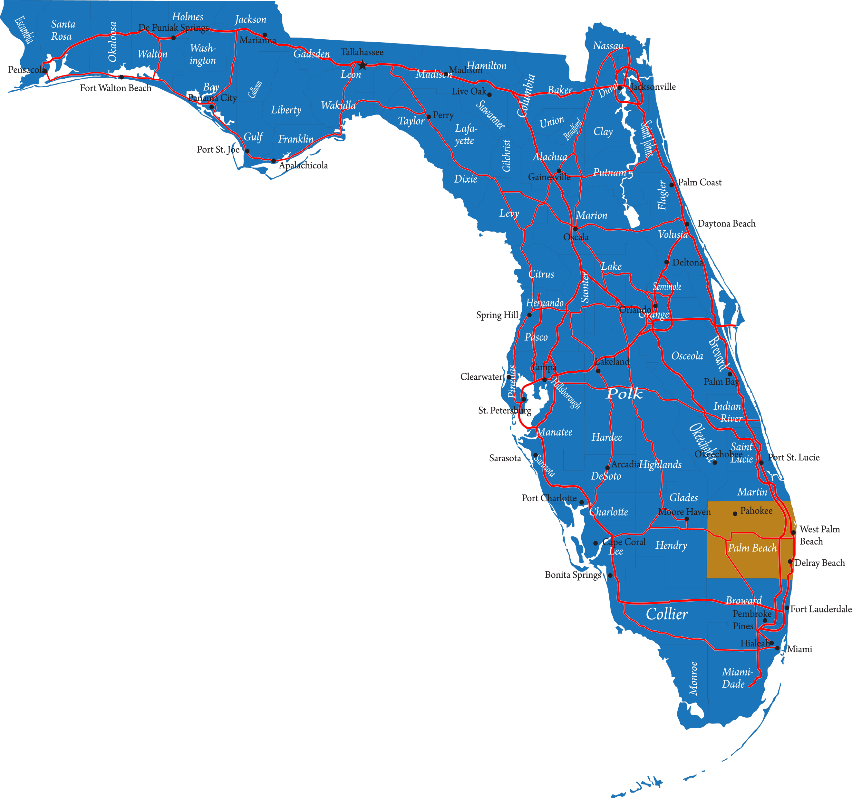 Escambia
Santa
Rosa
Okaloosa
Holmes
De Funiak Springs
Walton
Wash-
ington
Jackson
Marianna
Pensacola
Fort Walton Beach
Bay
Panama City
Calhoun
Gadsden
Tallahassee
Leon
Liberty
Wakulla
Gulf
Franklin
Port St. Joe
Apalachicola
Madison
Madison
Hamilton
Live Oak
Suwannee
Columbia
Taylor
Perry
Lafa-
yette
Gilchrist
Dixie
Baker
Nassau
Duval
Jacksonville
Union
Bradford
Clay
Saint Johns
Alachua
Gainesville
Putnam
Flagler
Palm Coast
Levy
Marion
Ocala
Volusia
Daytona Beach
Citrus
Sumter
Lake
Deltona
Seminole
Hernando
Spring Hill
Orlando
Orange
Pasco
Brevard
Osceola
Clearwater
Pinellas
Tampa
Hillsborough
Lakeland
Polk
Palm Bay
St. Petersburg
Indian
River
Manatee
Hardee
Okeechobee
Okeechobee
Saint
Lucie
Port St. Lucie
Sarasota
Sarasota
Arcadia
DeSoto
Highlands
Port Charlotte
Charlotte
Glades
Moore Haven
Martin
Pahokee
West Palm
Beach
Cape Coral
Lee
Hendry
Palm Beach
Delray Beach
Bonita Springs
Collier
Broward
Pembroke
Pines
Fort Lauderdale
Hialeah
Miami
Monroe
Miami-
Dade